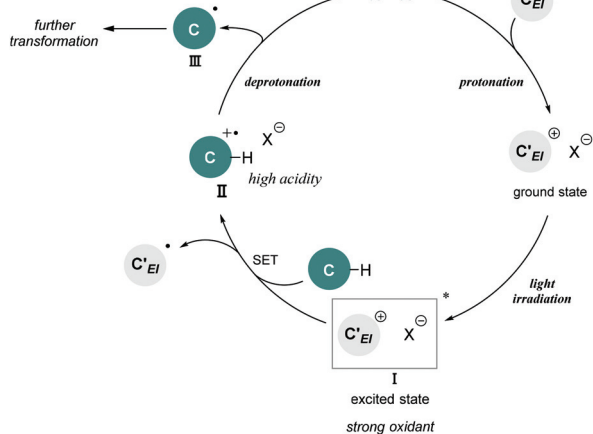 C'EI
further
transformation
C•
III
deprotonation
protonation
+•
X⊖
C–H
high acidity
II
C'EI⊕ X⊖
ground state
C'EI•
SET
C–H
light
irradiation
*
C'EI⊕ X⊖
I
excited state
strong oxidant